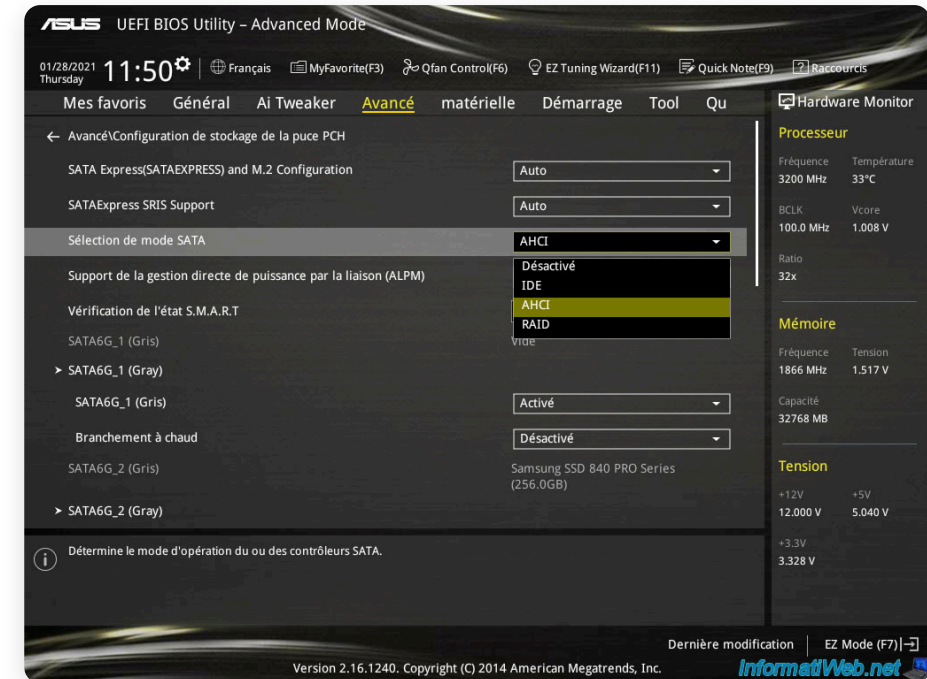 ASUS UEFI BIOS Utility – Advanced Mode
01/28/2021 Thursday 11:50 Français MyFavorite(F3) Qfan Control(F6) EZ Tuning Wizard(F11) Quick Note(F9) ? Raccourcis
Mes favoris Général Ai Tweaker Avancé matérielle Démarrage Tool Qu
Avancé\Configuration de stockage de la puce PCH
SATA Express(SATAEXPRESS) and M.2 Configuration Auto
SATAExpress SRIS Support Auto
Sélection de mode SATA AHCI
Désactivé
IDE
AHCI
RAID
Support de la gestion directe de puissance par la liaison (ALPM)
Vérification de l'état S.M.A.R.T
SATA6G_1 (Gris) Vide
SATA6G_1 (Gray)
SATA6G_1 (Gris) Activé
Branchement à chaud Désactivé
SATA6G_2 (Gris) Samsung SSD 840 PRO Series
(256.0GB)
SATA6G_2 (Gray)
Détermine le mode d'opération du ou des contrôleurs SATA.
Hardware Monitor
Processeur
Fréquence Température
3200 MHz 33°C
BCLK Vcore
100.0 MHz 1.008 V
Ratio
32x
Mémoire
Fréquence Tension
1866 MHz 1.517 V
Capacité
32768 MB
Tension
+12V +5V
12.000 V 5.040 V
+3.3V
3.328 V
Dernière modification EZ Mode (F7)
Version 2.16.1240. Copyright (C) 2014 American Megatrends, Inc.
InformatiWeb.net